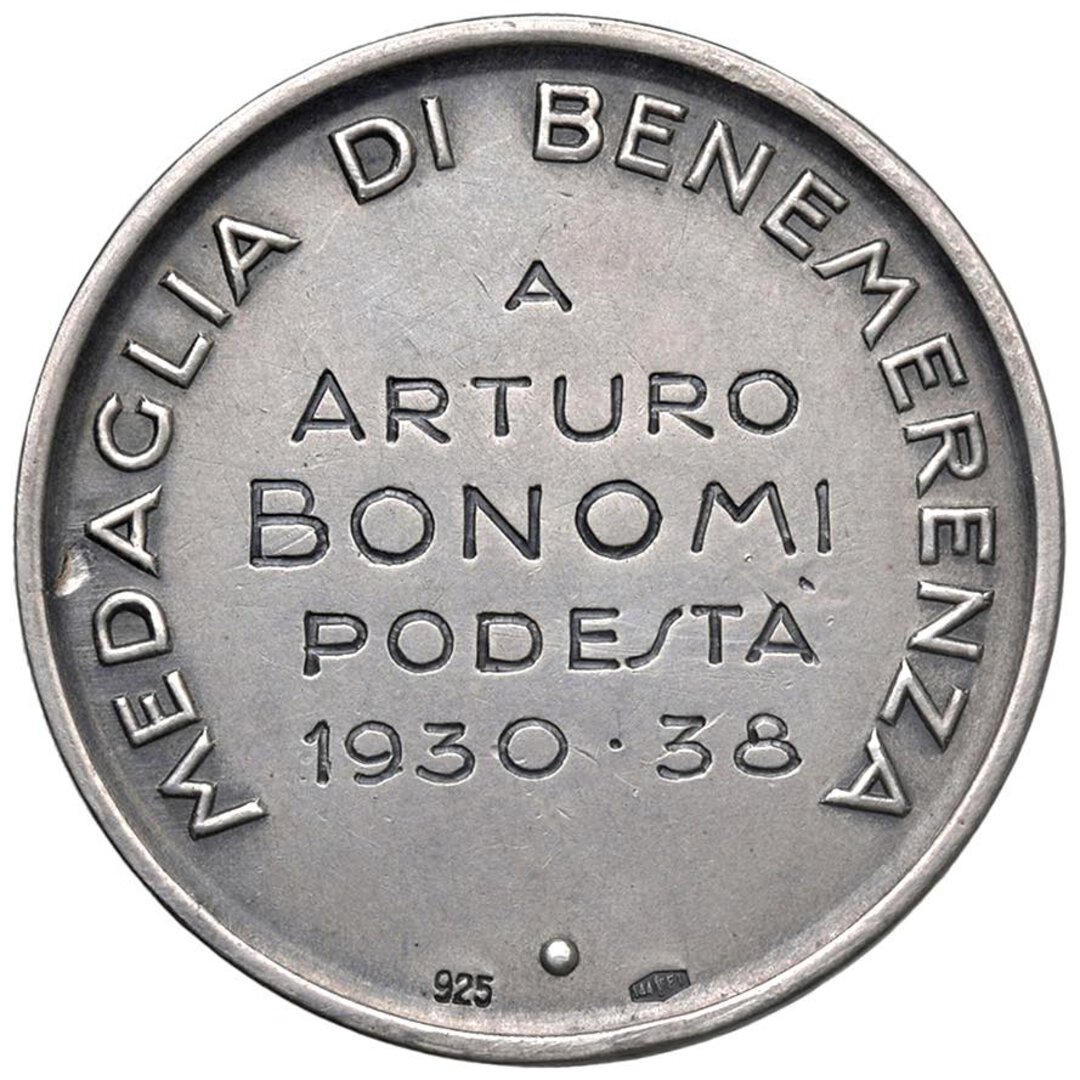 MEDAGLIA DI BENEMERENZA
A
ARTURO
BONOMI
PODESTÀ
1930 · 38
925